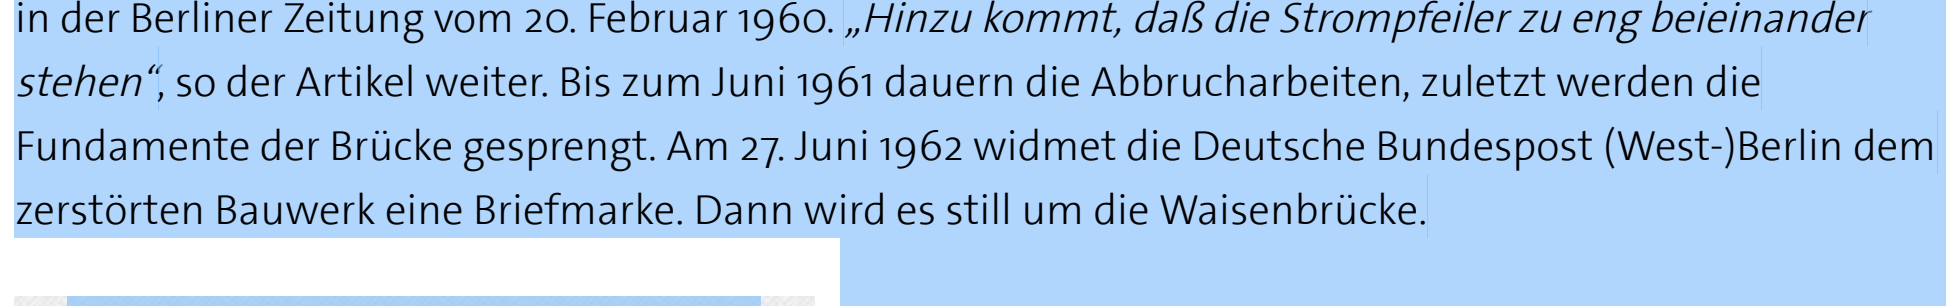 in der Berliner Zeitung vom 20. Februar 1960. „Hinzu kommt, daß die Strompfeiler zu eng beieinander
stehen“, so der Artikel weiter. Bis zum Juni 1961 dauern die Abbrucharbeiten, zuletzt werden die
Fundamente der Brücke gesprengt. Am 27. Juni 1962 widmet die Deutsche Bundespost (West-)Berlin dem
zerstörten Bauwerk eine Briefmarke. Dann wird es still um die Waisenbrücke.